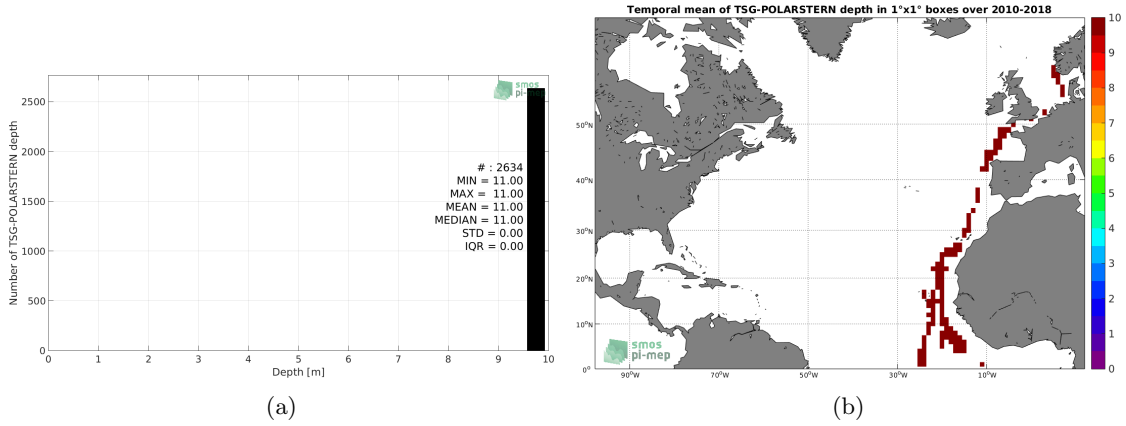 Temporal mean of TSG-POLARSTERN depth in 1°x1° boxes over 2010-2018
smos
pi-mep
Number of TSG-POLARSTERN depth
2500
2000
1500
1000
500
0
# : 2634
MIN = 11.00
MAX = 11.00
MEAN = 11.00
MEDIAN = 11.00
STD = 0.00
IQR = 0.00
0 1 2 3 4 5 6 7 8 9 10
Depth [m]
(a)
50°N
40°N
30°N
20°N
10°N
0°
90°W 70°W 50°W 30°W 10°W
smos
pi-mep
10
9
8
7
6
5
4
3
2
1
0
(b)